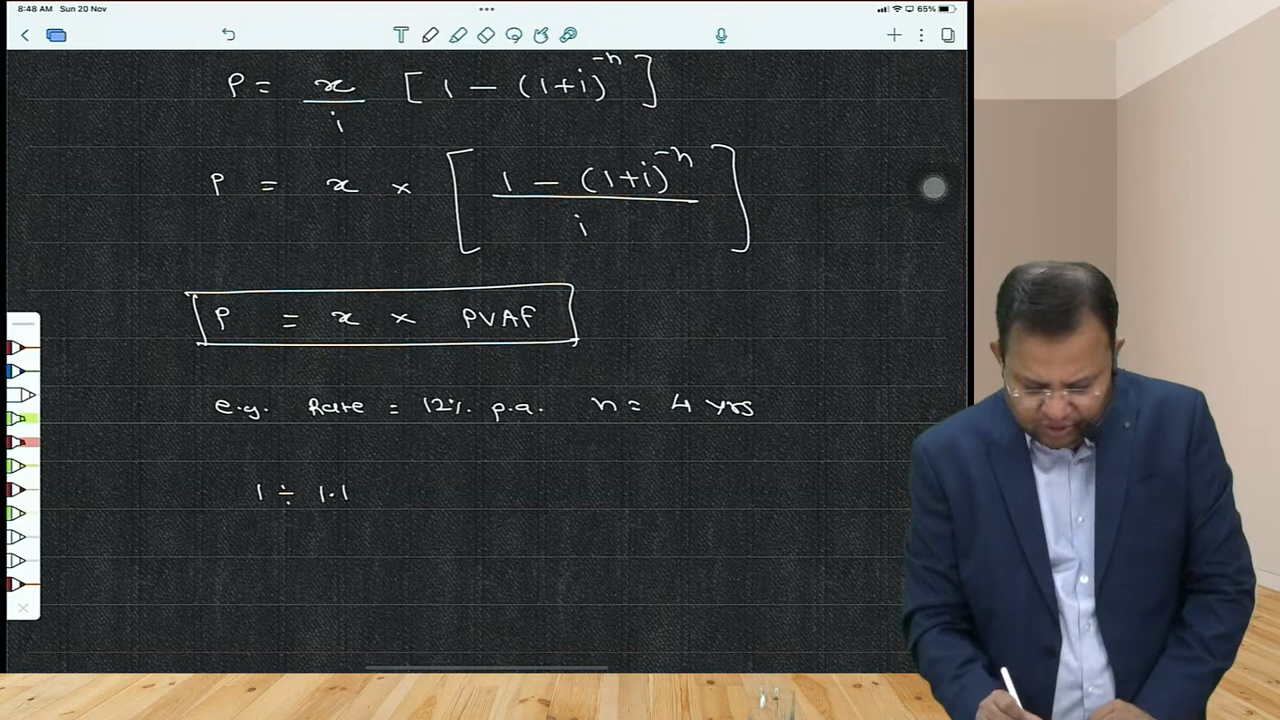 8:48 AM Sun 20 Nov
65%
P = x/i [1 - (1+i)^-n]
P = x × [1 - (1+i)^-n / i]
P = x × PVAF
e.g. Rate = 12%. p.a. n = 4 yrs
1 ÷ 1.1